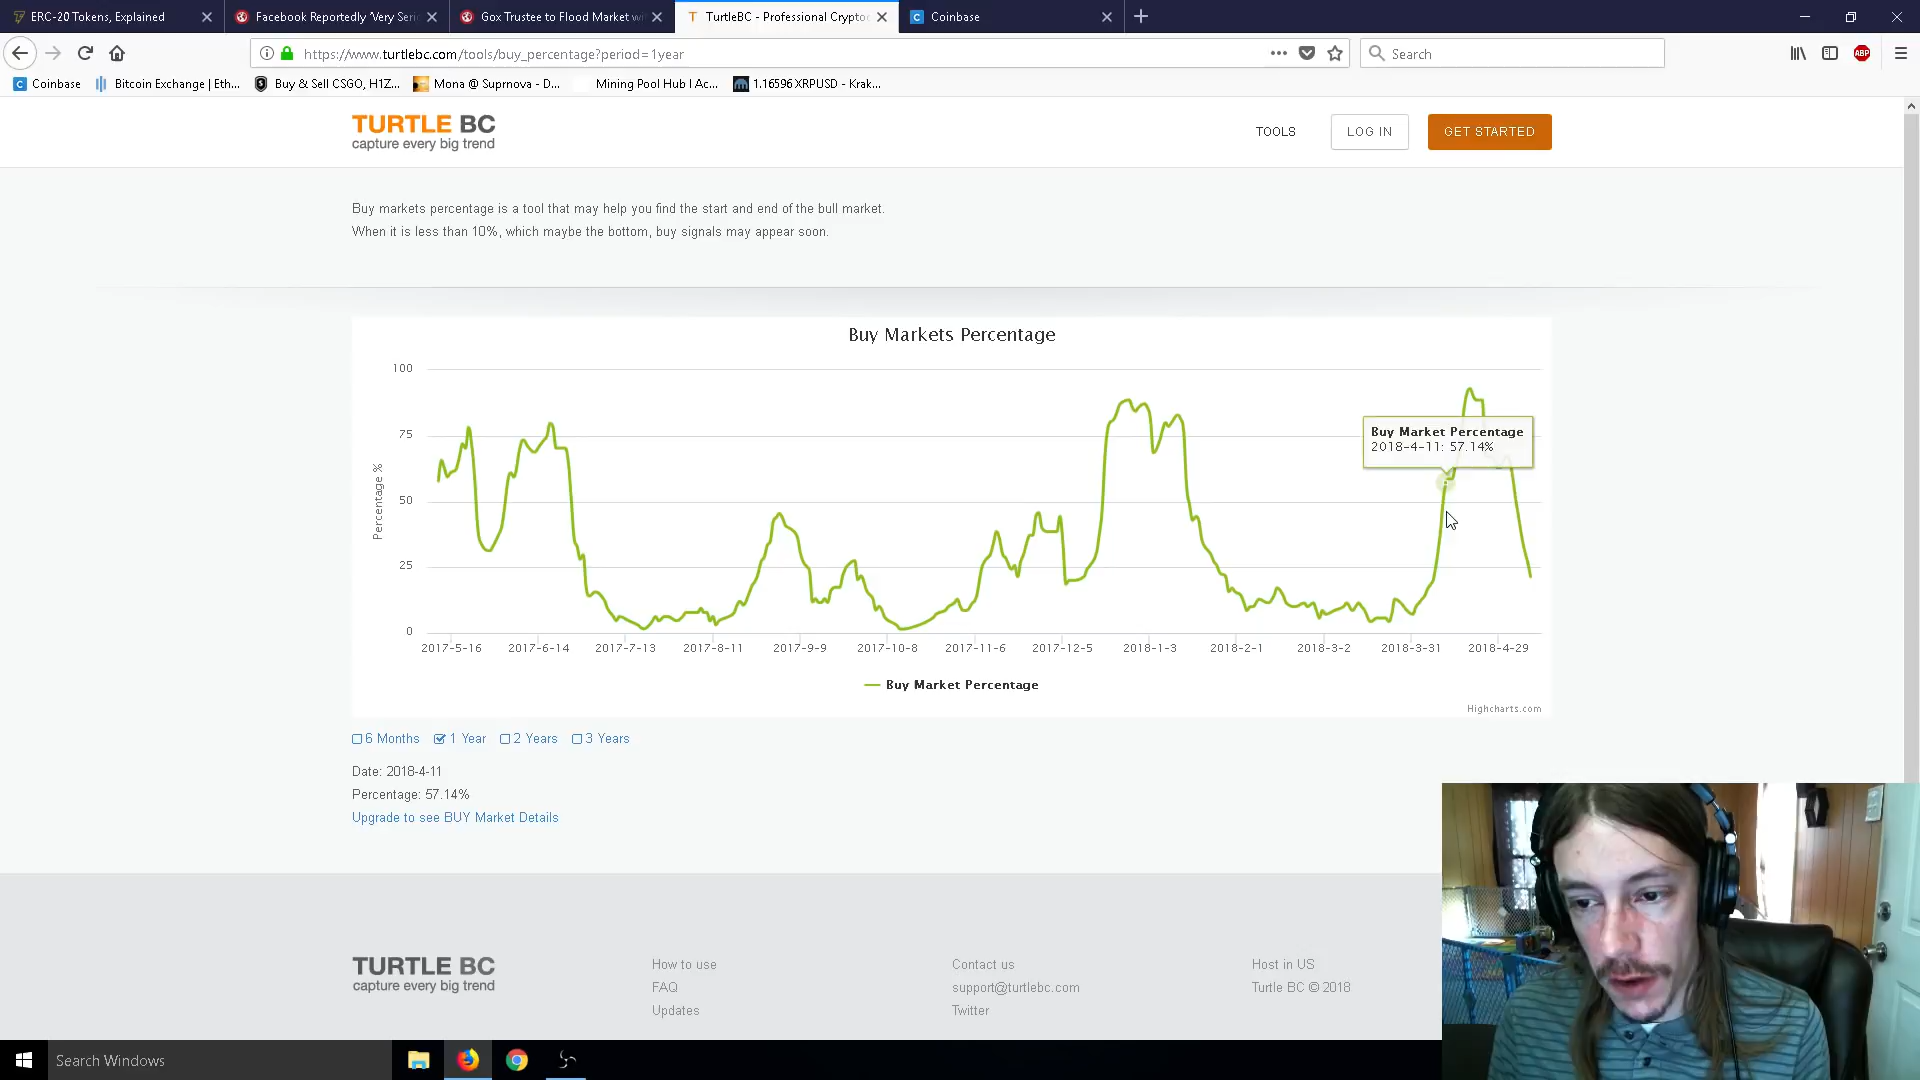 ERC-20 Tokens, Explained
Facebook Reportedly 'Very Seri
Gox Trustee to Flood Market wi
T TurtleBC - Professional Crypto
C Coinbase
https://www.turtlebc.com/tools/buy_percentage?period=1year
Search
ABP
C Coinbase
Bitcoin Exchange | Eth...
Buy & Sell CSGO, H1Z...
Mona @ Suprnova - D...
Mining Pool Hub | Ac...
1.16596 XRPUSD - Krak...
TURTLE BC
capture every big trend
TOOLS
LOG IN
GET STARTED
Buy markets percentage is a tool that may help you find the start and end of the bull market.
When it is less than 10%, which maybe the bottom, buy signals may appear soon.
Buy Markets Percentage
100
75
50
25
0
Percentage %
Buy Market Percentage
2018-4-11: 57.14%
2017-5-16 2017-6-14 2017-7-13 2017-8-11 2017-9-9 2017-10-8 2017-11-6 2017-12-5 2018-1-3 2018-2-1 2018-3-2 2018-3-31 2018-4-29
Buy Market Percentage
Highcharts.com
6 Months 1 Year 2 Years 3 Years
Date: 2018-4-11
Percentage: 57.14%
Upgrade to see BUY Market Details
TURTLE BC
capture every big trend
How to use
FAQ
Updates
Contact us
support@turtlebc.com
Twitter
Host in US
Turtle BC © 2018
Search Windows